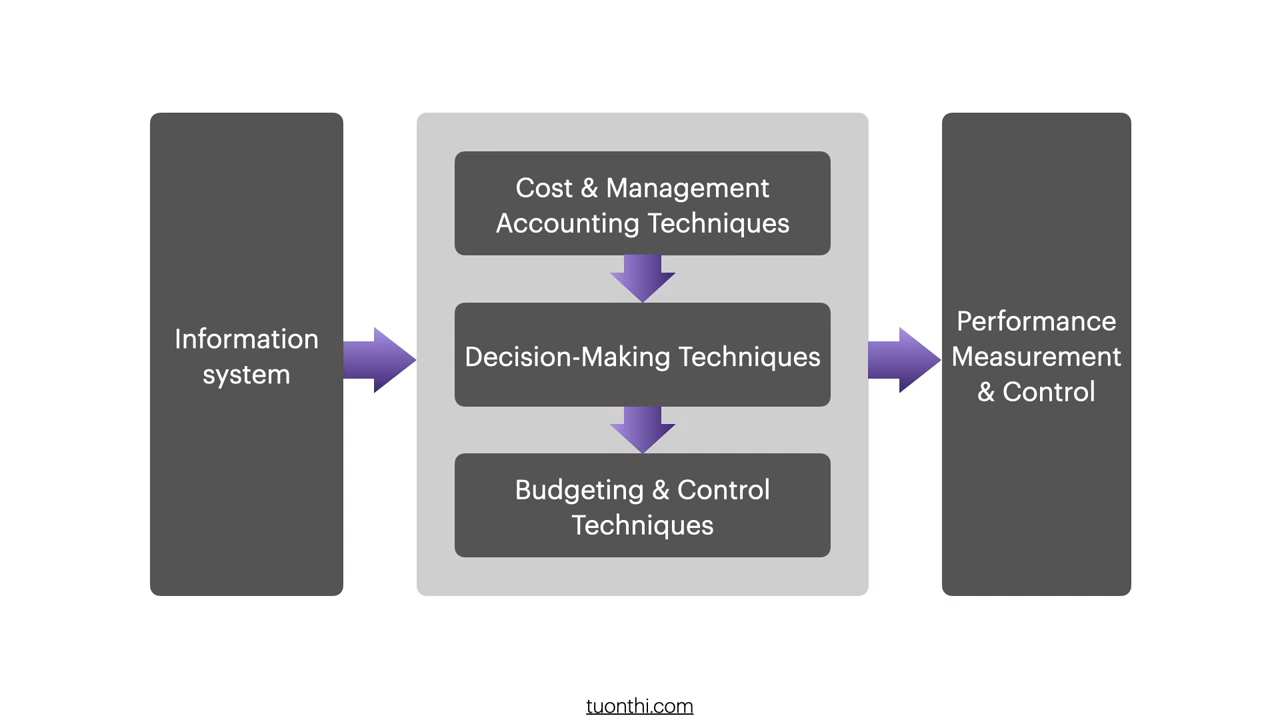 Information
system
Cost & Management
Accounting Techniques
Decision-Making Techniques
Budgeting & Control
Techniques
Performance
Measurement
& Control
tuonthi.com